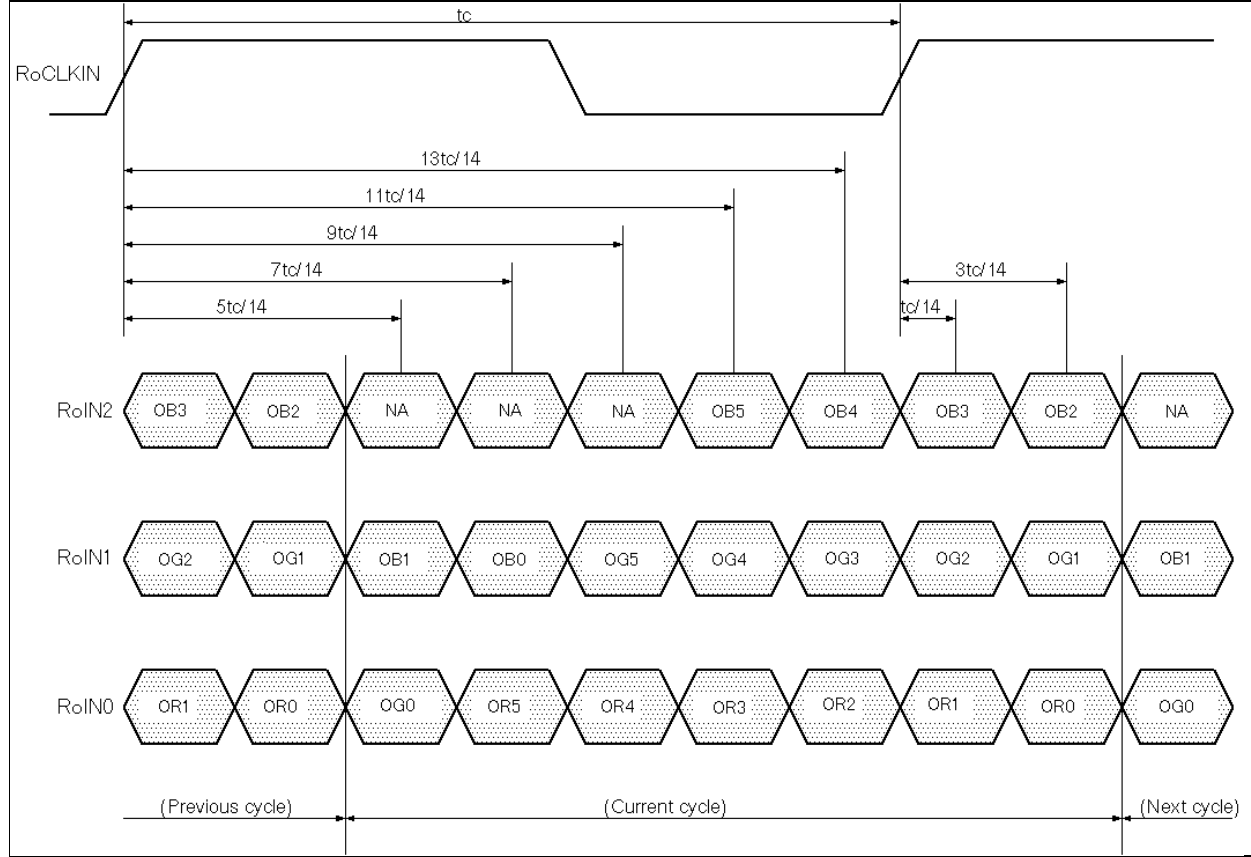 tc
RoCLKIN
13tc/14
11tc/14
9tc/14
7tc/14 3tc/14
5tc/14 tc/14
RoIN2 OB3 OB2 NA NA NA OB5 OB4 OB3 OB2 NA
RoIN1 OG2 OG1 OB1 OB0 OG5 OG4 OG3 OG2 OG1 OB1
RoIN0 OR1 OR0 OG0 OR5 OR4 OR3 OR2 OR1 OR0 OG0
(Previous cycle) (Current cycle) (Next cycle)